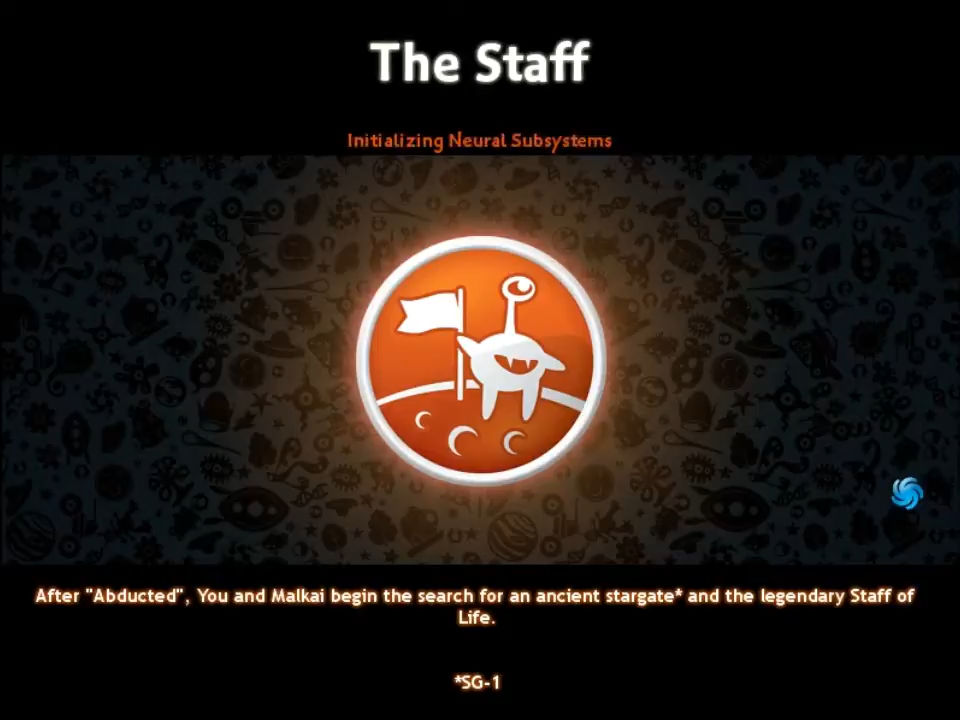 The Staff
Initializing Neural Subsystems
After "Abducted", You and Malkai begin the search for an ancient stargate* and the legendary Staff of
Life.
*SG-1